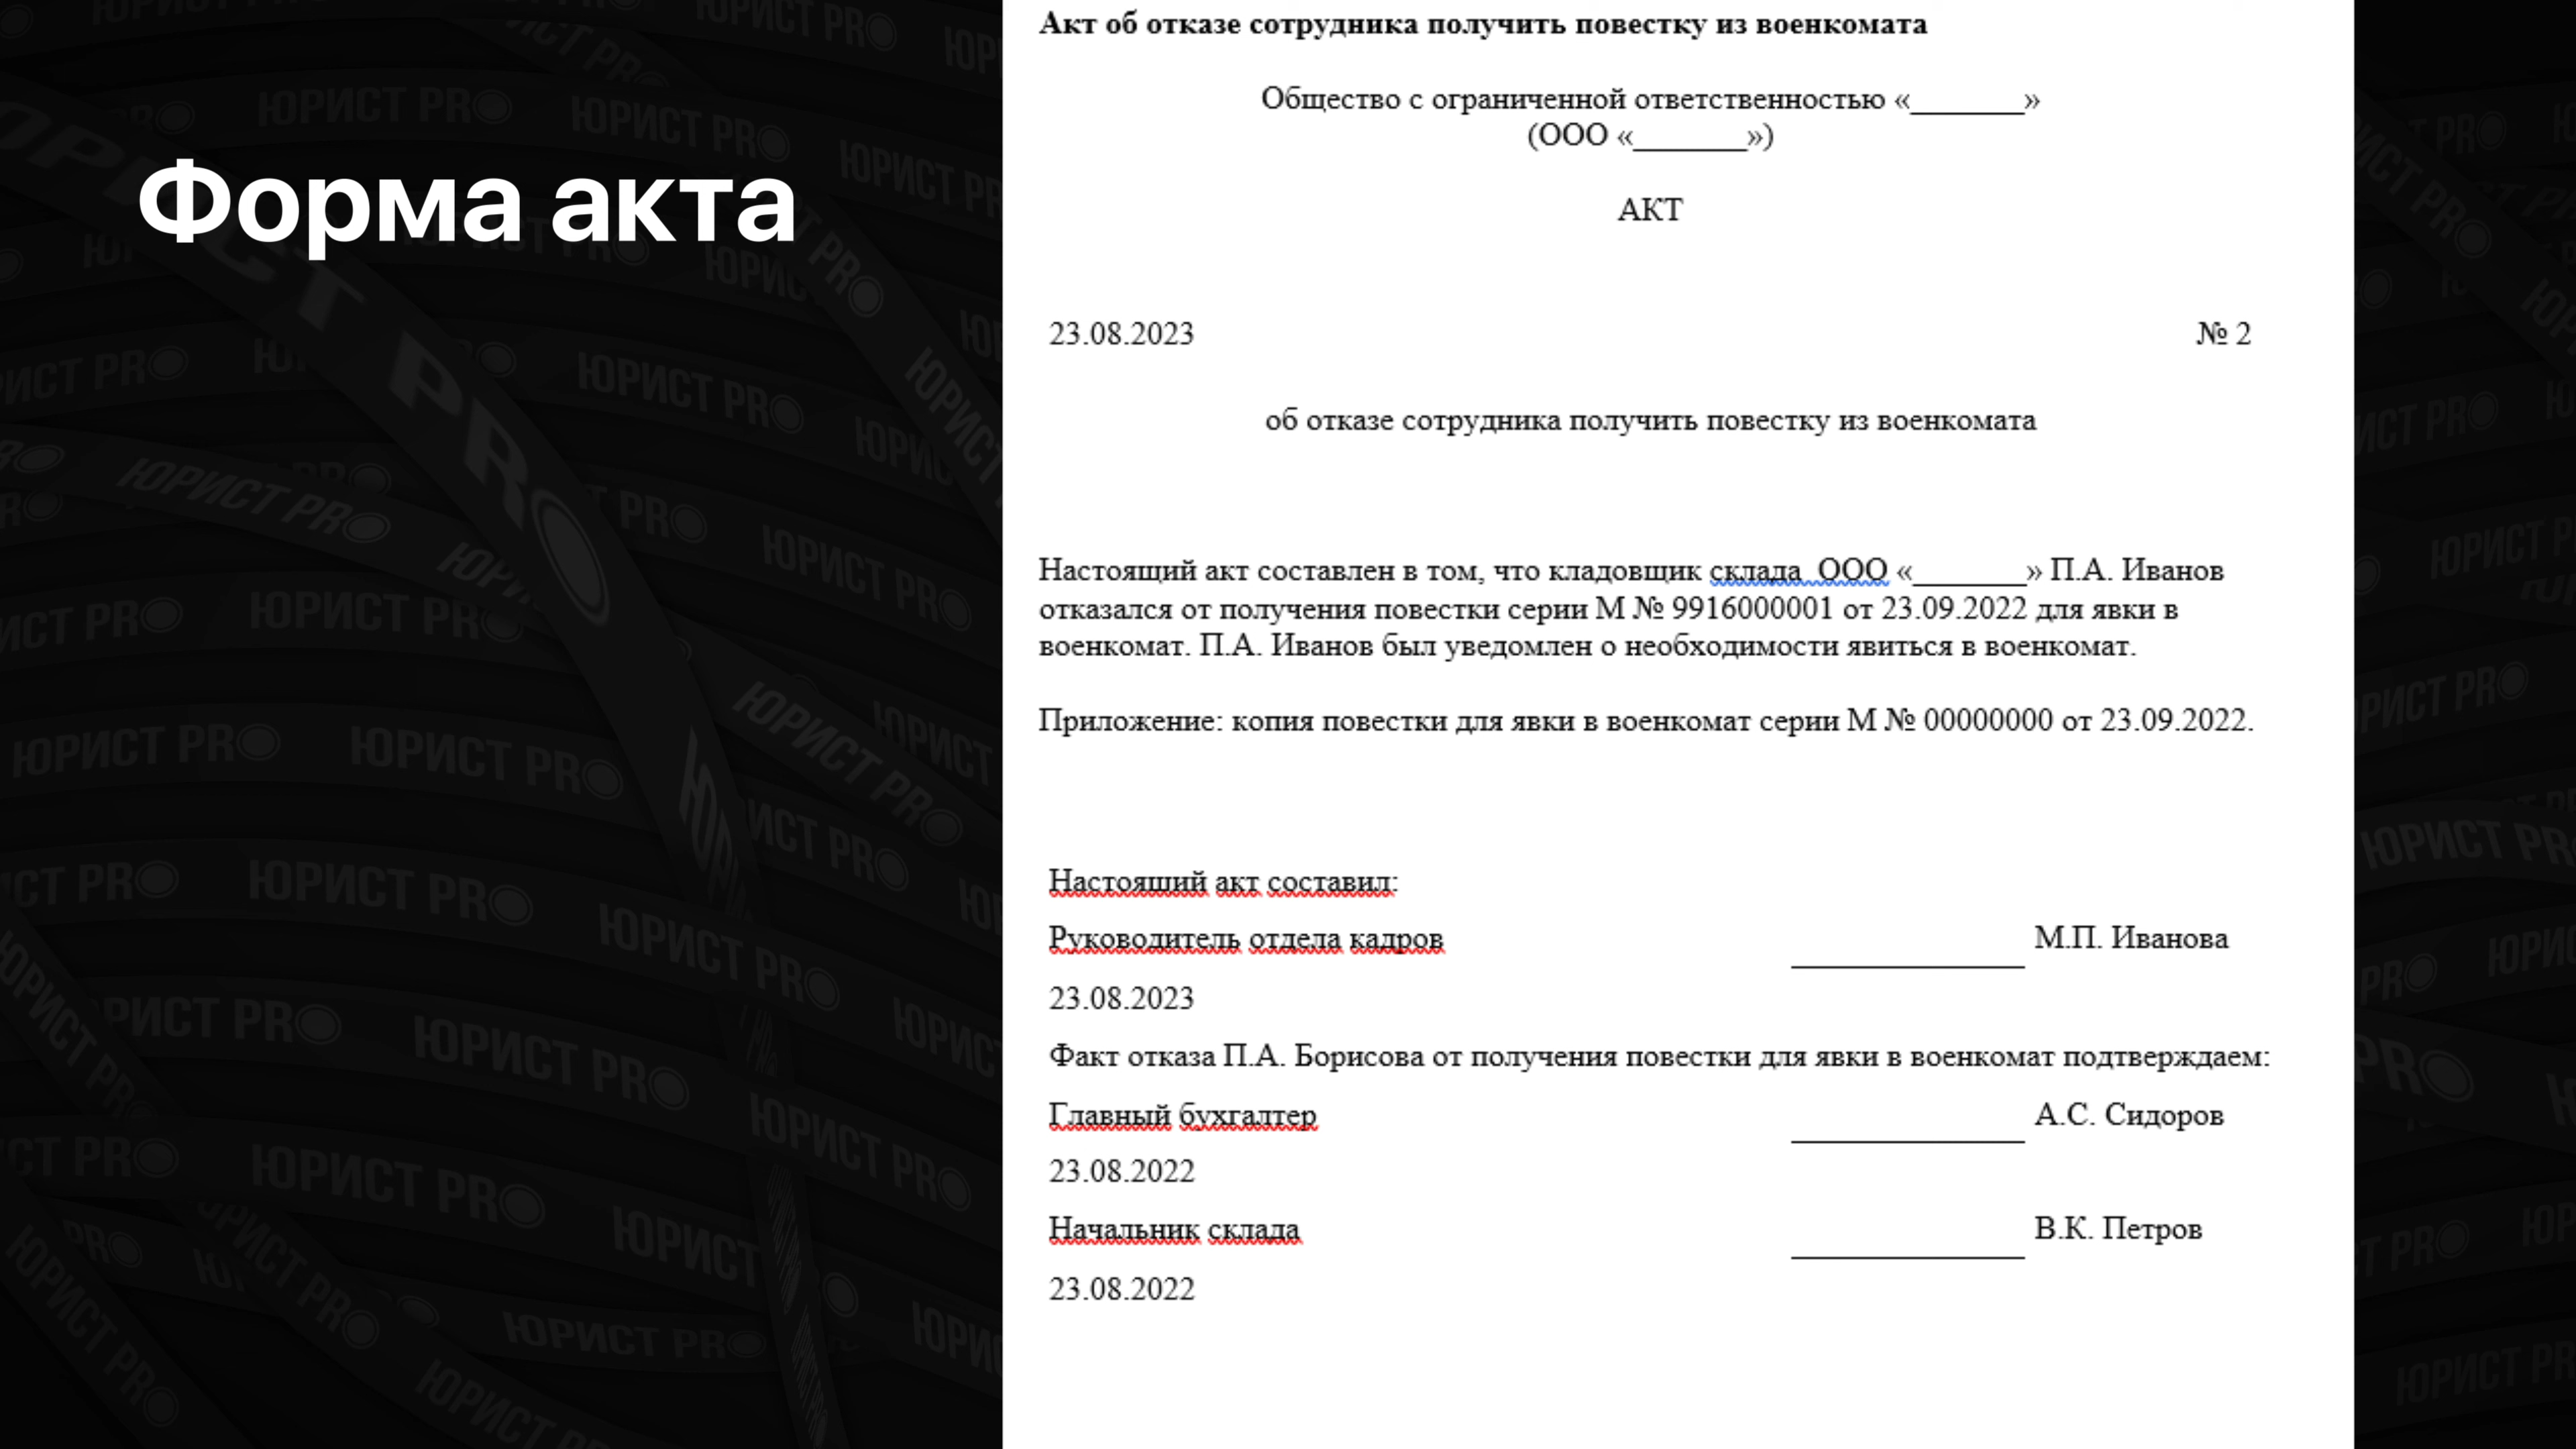 Форма акта
Акт об отказе сотрудника получить повестку из военкомата
Общество с ограниченной ответственностью «_______»
(ООО «_______»)
АКТ
23.08.2023 № 2
об отказе сотрудника получить повестку из военкомата
Настоящий акт составлен в том, что кладовщик склада ООО «_______» П.А. Иванов
отказался от получения повестки серии М № 9916000001 от 23.09.2022 для явки в
военкомат. П.А. Иванов был уведомлен о необходимости явиться в военкомат.
Приложение: копия повестки для явки в военкомат серии М № 00000000 от 23.09.2022.
Настоящий акт составил:
Руководитель отдела кадров ______________ М.П. Иванова
23.08.2023
Факт отказа П.А. Борисова от получения повестки для явки в военкомат подтверждаем:
Главный бухгалтер ______________ А.С. Сидоров
23.08.2022
Начальник склада ______________ В.К. Петров
23.08.2022
ЮРИСТ PRO